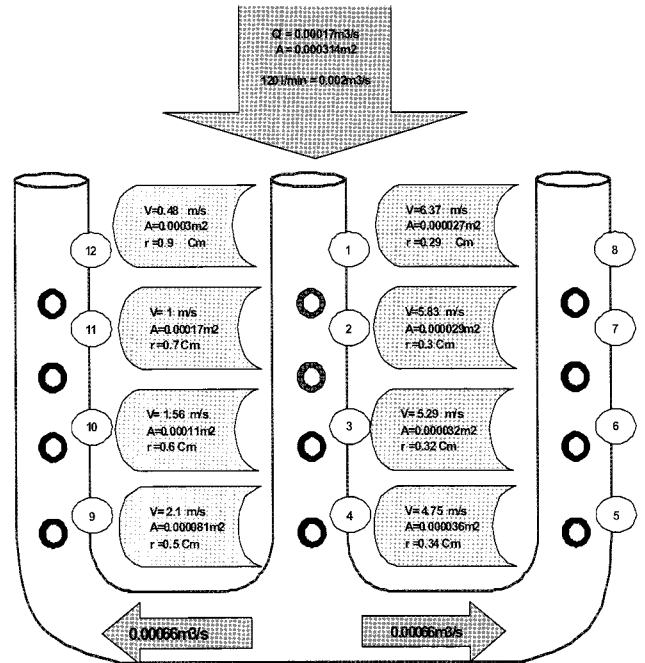 Q = 0.00017m3/s
A = 0.000314m2
120 l/min = 0.002m3/s
V=0.48 m/s
A=0.0003m2
r =0.9 Cm
V=6.37 m/s
A=0.000027m2
r =0.29 Cm
12
1
8
V= 1 m/s
A=0.00017m2
r =0.7 Cm
V=5.83 m/s
A=0.000029m2
r =0.3 Cm
11
2
7
V= 1.56 m/s
A=0.00011m2
r =0.6 Cm
V=5.29 m/s
A=0.000032m2
r =0.32 Cm
10
3
6
V= 2.1 m/s
A=0.000081m2
r =0.5 Cm
V=4.75 m/s
A=0.000036m2
r =0.34 Cm
9
4
5
0.00066m3/s
0.00066m3/s